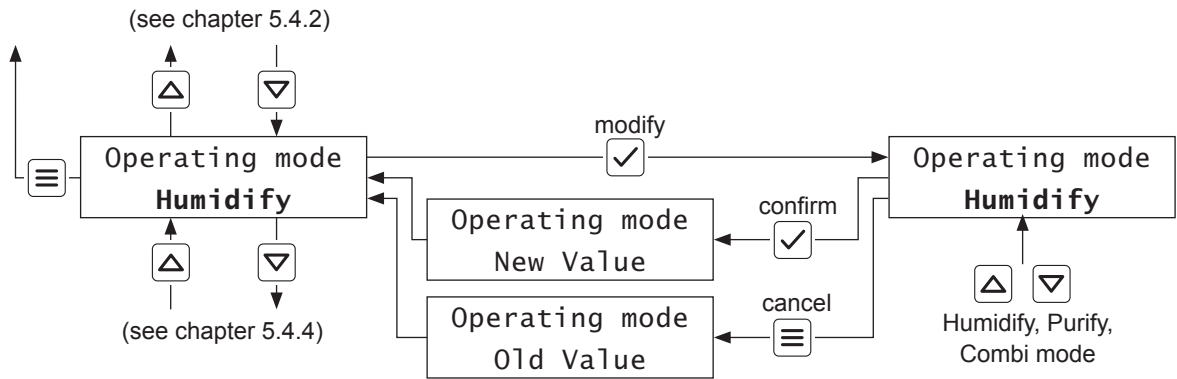 (see chapter 5.4.2)
Operating mode
Humidify
(see chapter 5.4.4)
modify
Operating mode
New Value
confirm
Operating mode
Old Value
cancel
Operating mode
Humidify
Humidify, Purify,
Combi mode